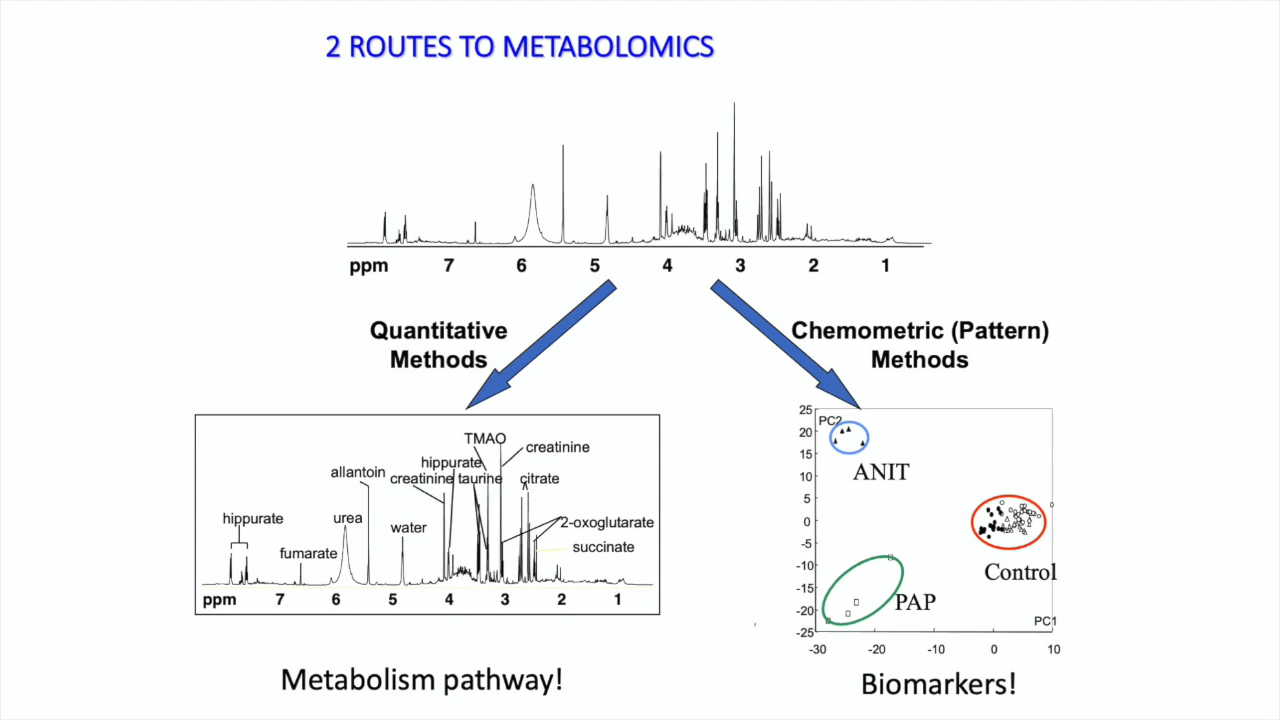 2 ROUTES TO METABOLOMICS
ppm 7 6 5 4 3 2 1
Quantitative
Methods
Chemometric (Pattern)
Methods
TMAO
creatinine
hippurate
allantoin
creatinine taurine
citrate
hippurate
urea
water
2-oxoglutarate
fumarate
succinate
ppm 7 6 5 4 3 2 1
25
PC2
20
15
ANIT
10
5
0
-5
Control
-10
-15
PAP
-20
PC1
-25
-30 -20 -10 0 10
Metabolism pathway!
Biomarkers!